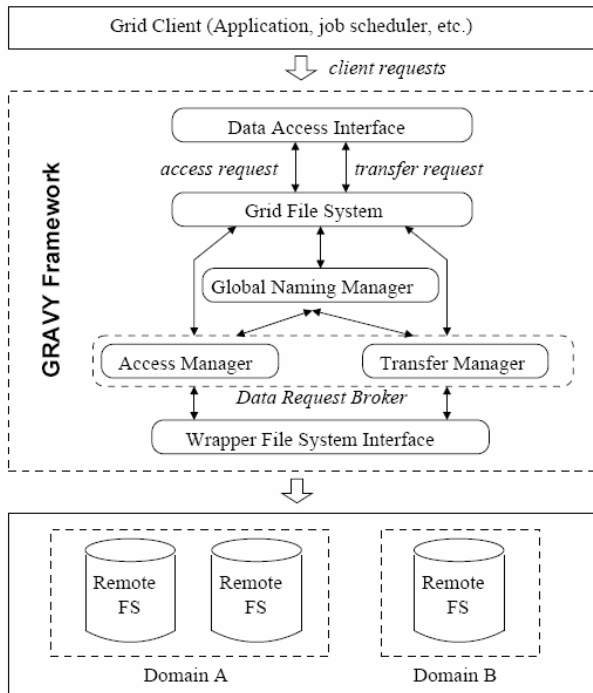 Grid Client (Application, job scheduler, etc.)
client requests
GRAVY Framework
Data Access Interface
access request
transfer request
Grid File System
Global Naming Manager
Access Manager
Transfer Manager
Data Request Broker
Wrapper File System Interface
Remote
FS
Remote
FS
Remote
FS
Domain A
Domain B